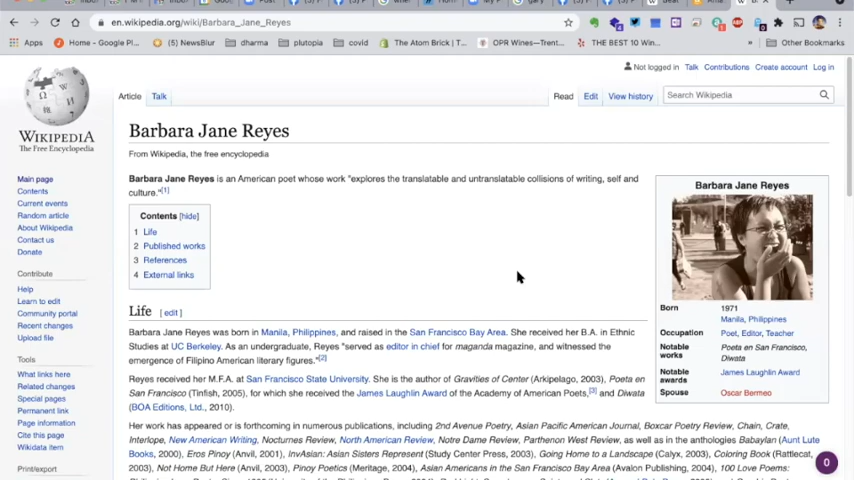 en.wikipedia.org/wiki/Barbara_Jane_Reyes
Apps
Home - Google Pl...
(50) NewsBlur
dharma
plutopia
covid
The Atom Brick | T...
OPR Wines—Trent...
THE BEST 10 Win...
»
Other Bookmarks
Not logged in Talk Contributions Create account Log in
Article Talk
Read Edit View history
Search Wikipedia
WIKIPEDIA
The Free Encyclopedia
Main page
Contents
Current events
Random article
About Wikipedia
Contact us
Donate
Contribute
Help
Learn to edit
Community portal
Recent changes
Upload file
Tools
What links here
Related changes
Special pages
Permanent link
Page information
Cite this page
Wikidata item
Print/export
Barbara Jane Reyes
From Wikipedia, the free encyclopedia
Barbara Jane Reyes is an American poet whose work "explores the translatable and untranslatable collisions of writing, self and
culture."[1]
Contents [hide]
1 Life
2 Published works
3 References
4 External links
Life [ edit ]
Barbara Jane Reyes was born in Manila, Philippines, and raised in the San Francisco Bay Area. She received her B.A. in Ethnic
Studies at UC Berkeley. As an undergraduate, Reyes "served as editor in chief for maganda magazine, and witnessed the
emergence of Filipino American literary figures."[2]
Reyes received her M.F.A. at San Francisco State University. She is the author of Gravities of Center (Arkipelago, 2003), Poeta en
San Francisco (Tinfish, 2005), for which she received the James Laughlin Award of the Academy of American Poets,[3] and Diwata
(BOA Editions, Ltd., 2010).
Her work has appeared or is forthcoming in numerous publications, including 2nd Avenue Poetry, Asian Pacific American Journal, Boxcar Poetry Review, Chain, Crate,
Interlope, New American Writing, Nocturnes Review, North American Review, Notre Dame Review, Parthenon West Review, as well as in the anthologies Babaylan (Aunt Lute
Books, 2000), Eros Pinoy (Anvil, 2001), InvAsian: Asian Sisters Represent (Study Center Press, 2003), Going Home to a Landscape (Calyx, 2003), Coloring Book (Rattlecat,
2003), Not Home But Here (Anvil, 2003), Pinoy Poetics (Meritage, 2004), Asian Americans in the San Francisco Bay Area (Avalon Publishing, 2004), 100 Love Poems:
Barbara Jane Reyes
Born 1971
Manila, Philippines
Occupation Poet, Editor, Teacher
Notable Poeta en San Francisco,
works Diwata
Notable James Laughlin Award
awards
Spouse Oscar Bermeo
0